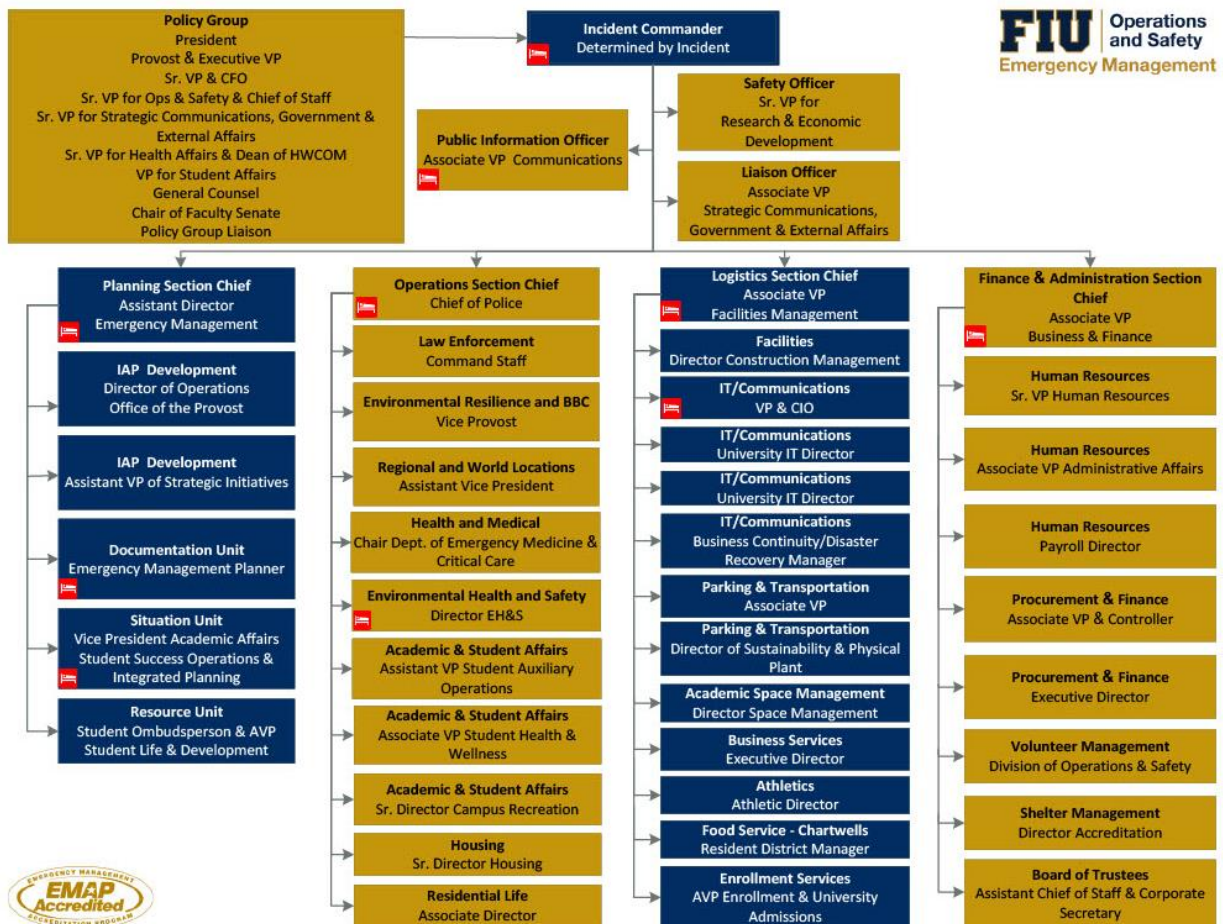 Policy Group
President
Provost & Executive VP
Sr. VP & CFO
Sr. VP for Ops & Safety & Chief of Staff
Sr. VP for Strategic Communications, Government &
External Affairs
Sr. VP for Health Affairs & Dean of HWCOM
VP for Student Affairs
General Counsel
Chair of Faculty Senate
Policy Group Liaison
Incident Commander
Determined by Incident
FIU
Operations
and Safety
Emergency Management
Safety Officer
Sr. VP for
Research & Economic
Development
Public Information Officer
Associate VP Communications
Liaison Officer
Associate VP
Strategic Communications,
Government & External Affairs
Planning Section Chief
Assistant Director
Emergency Management
IAP Development
Director of Operations
Office of the Provost
IAP Development
Assistant VP of Strategic Initiatives
Documentation Unit
Emergency Management Planner
Situation Unit
Vice President Academic Affairs
Student Success Operations &
Integrated Planning
Resource Unit
Student Ombudsperson & AVP
Student Life & Development
Operations Section Chief
Chief of Police
Law Enforcement
Command Staff
Environmental Resilience and BBC
Vice Provost
Regional and World Locations
Assistant Vice President
Health and Medical
Chair Dept. of Emergency Medicine &
Critical Care
Environmental Health and Safety
Director EH&S
Academic & Student Affairs
Assistant VP Student Auxiliary
Operations
Academic & Student Affairs
Associate VP Student Health &
Wellness
Academic & Student Affairs
Sr. Director Campus Recreation
Housing
Sr. Director Housing
Residential Life
Associate Director
Logistics Section Chief
Associate VP
Facilities Management
Facilities
Director Construction Management
IT/Communications
VP & CIO
IT/Communications
University IT Director
IT/Communications
University IT Director
IT/Communications
Business Continuity/Disaster
Recovery Manager
Parking & Transportation
Associate VP
Parking & Transportation
Director of Sustainability & Physical
Plant
Academic Space Management
Director Space Management
Business Services
Executive Director
Athletics
Athletic Director
Food Service - Chartwells
Resident District Manager
Enrollment Services
AVP Enrollment & University
Admissions
Finance & Administration Section
Chief
Associate VP
Business & Finance
Human Resources
Sr. VP Human Resources
Human Resources
Associate VP Administrative Affairs
Human Resources
Payroll Director
Procurement & Finance
Associate VP & Controller
Procurement & Finance
Executive Director
Volunteer Management
Division of Operations & Safety
Shelter Management
Director Accreditation
Board of Trustees
Assistant Chief of Staff & Corporate
Secretary
EMERGENCY MANAGEMENT
EMAP
Accredited
ACCREDITATION PROGRAM